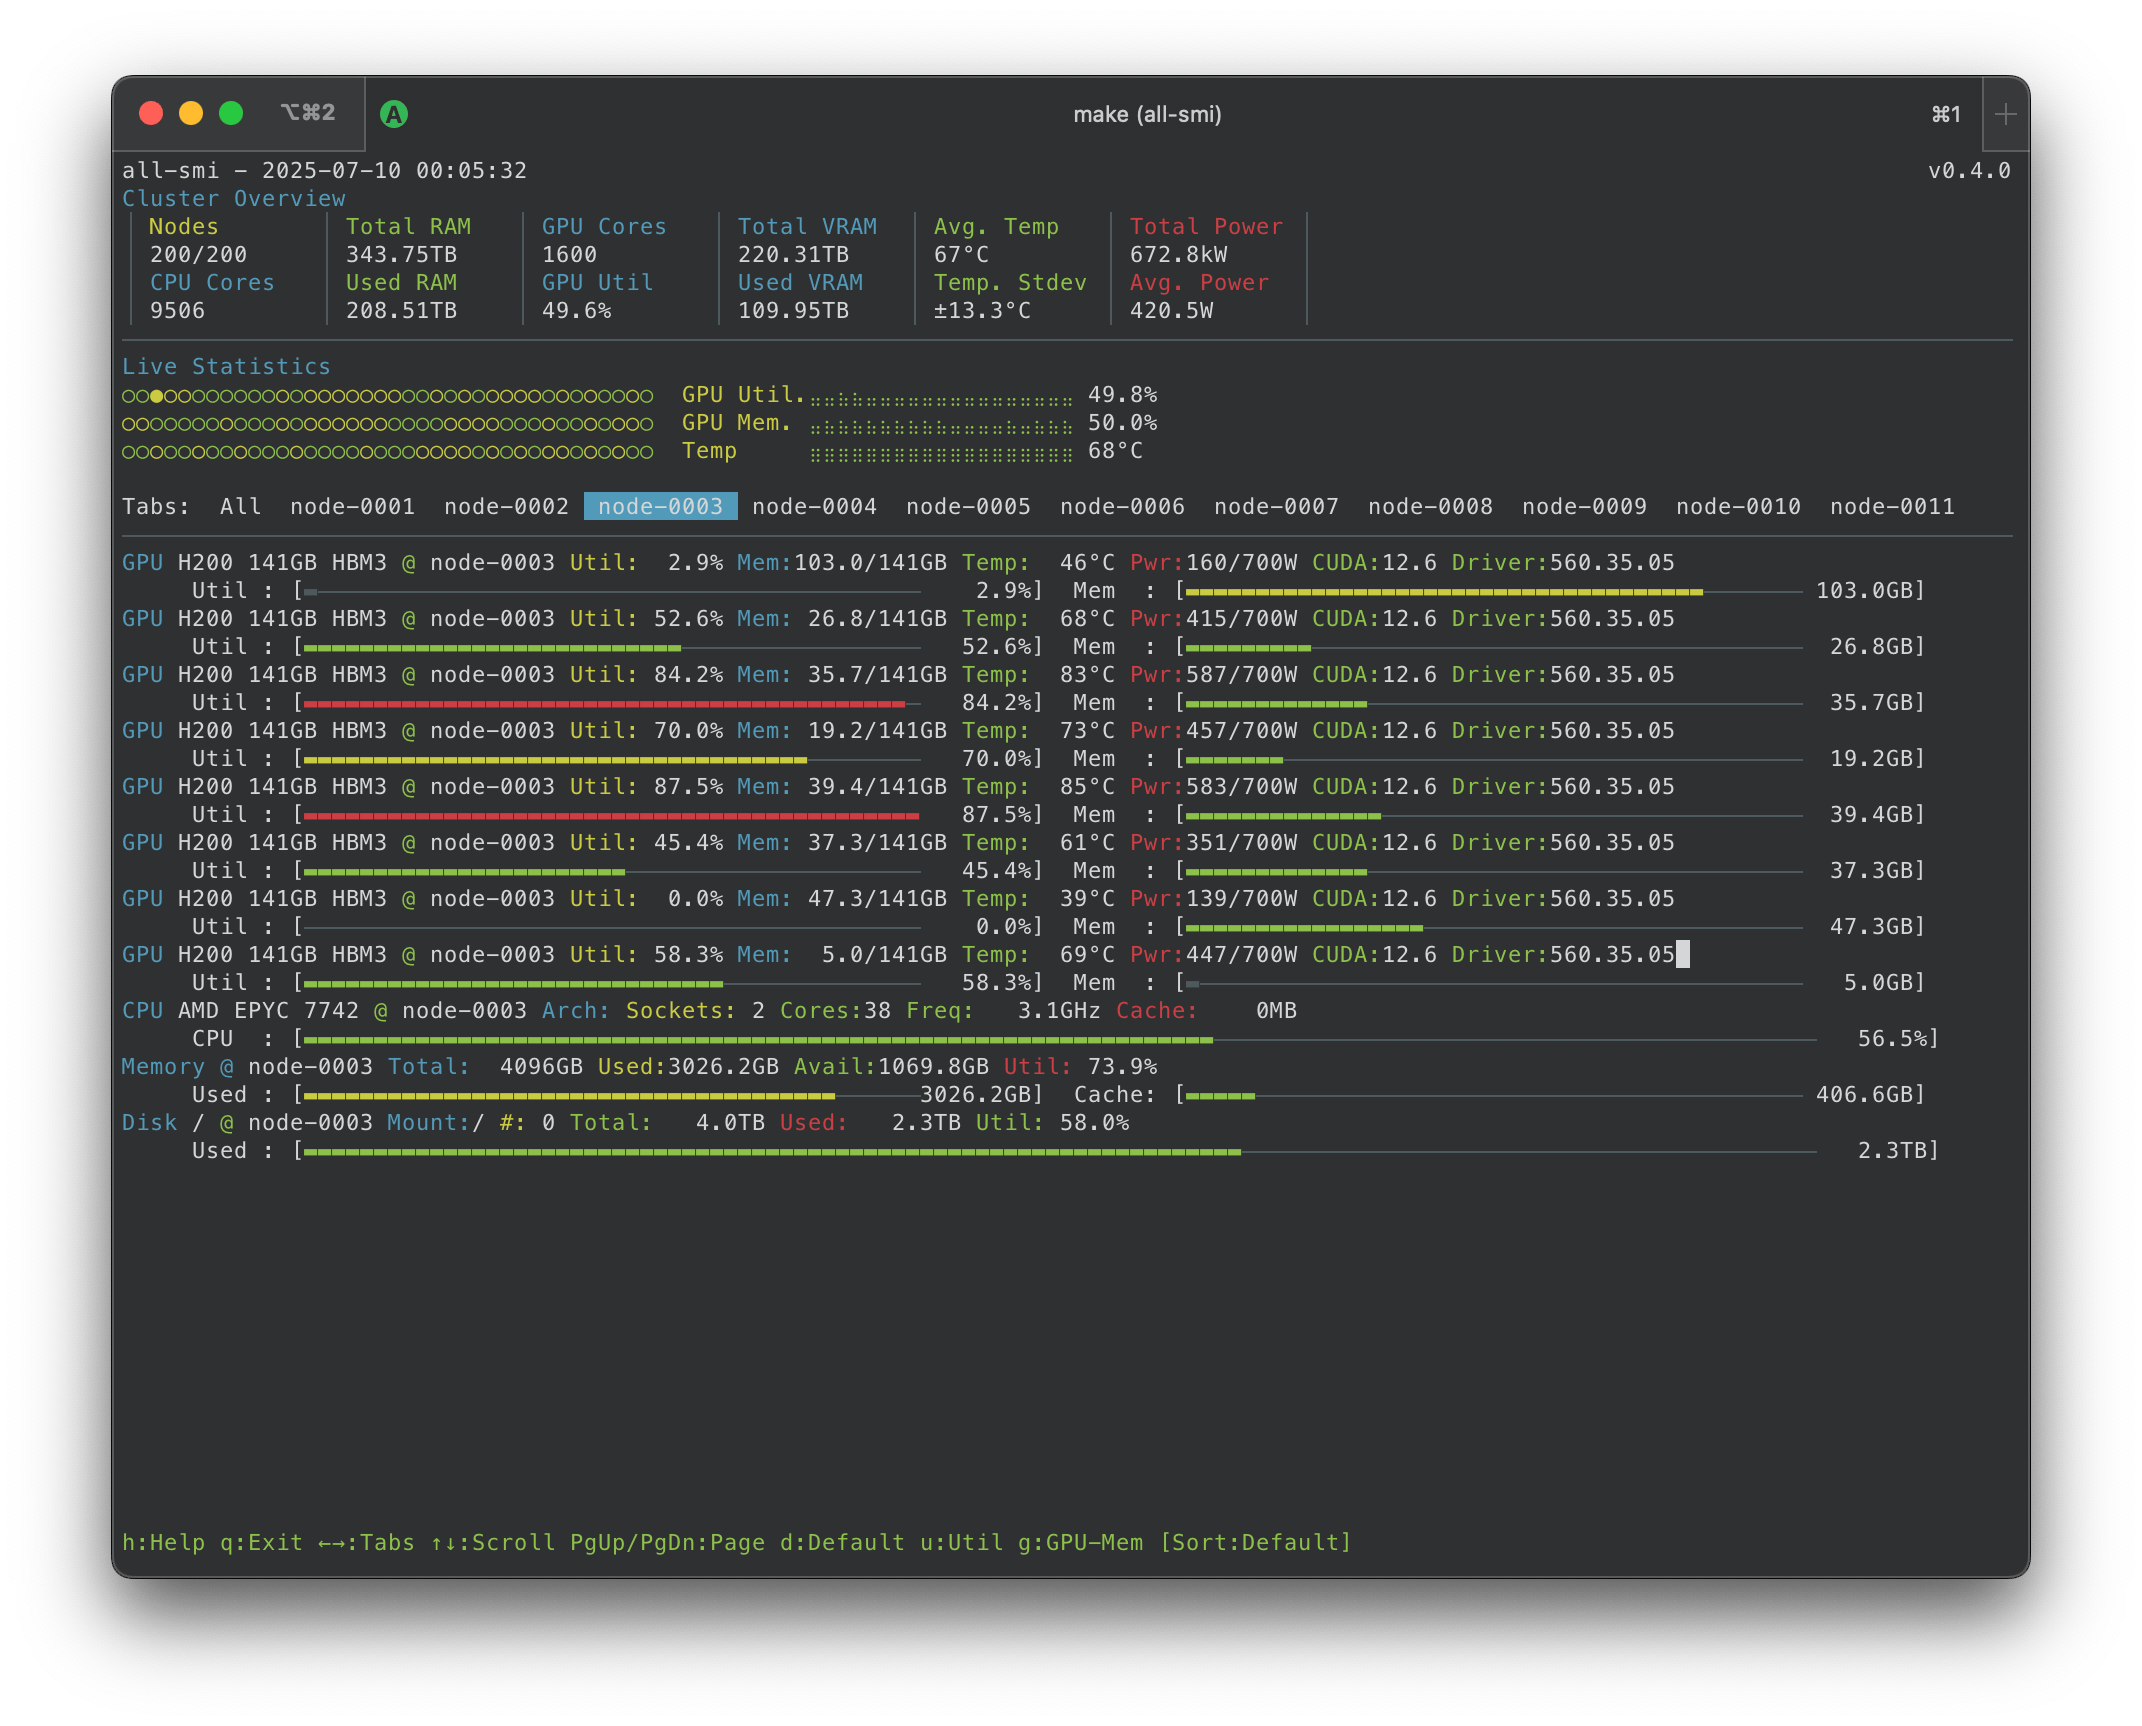 ⌥⌘2 A make (all-smi) ⌘1 +
all-smi - 2025-07-10 00:05:32 v0.4.0
Cluster Overview
Nodes Total RAM GPU Cores Total VRAM Avg. Temp Total Power
200/200 343.75TB 1600 220.31TB 67°C 672.8kW
CPU Cores Used RAM GPU Util Used VRAM Temp. Stdev Avg. Power
9506 208.51TB 49.6% 109.95TB ±13.3°C 420.5W
Live Statistics
GPU Util. 49.8%
GPU Mem. 50.0%
Temp 68°C
Tabs: All node-0001 node-0002 node-0003 node-0004 node-0005 node-0006 node-0007 node-0008 node-0009 node-0010 node-0011
GPU H200 141GB HBM3 @ node-0003 Util: 2.9% Mem:103.0/141GB Temp: 46°C Pwr:160/700W CUDA:12.6 Driver:560.35.05
Util : [ 2.9%] Mem : [ 103.0GB]
GPU H200 141GB HBM3 @ node-0003 Util: 52.6% Mem: 26.8/141GB Temp: 68°C Pwr:415/700W CUDA:12.6 Driver:560.35.05
Util : [ 52.6%] Mem : [ 26.8GB]
GPU H200 141GB HBM3 @ node-0003 Util: 84.2% Mem: 35.7/141GB Temp: 83°C Pwr:587/700W CUDA:12.6 Driver:560.35.05
Util : [ 84.2%] Mem : [ 35.7GB]
GPU H200 141GB HBM3 @ node-0003 Util: 70.0% Mem: 19.2/141GB Temp: 73°C Pwr:457/700W CUDA:12.6 Driver:560.35.05
Util : [ 70.0%] Mem : [ 19.2GB]
GPU H200 141GB HBM3 @ node-0003 Util: 87.5% Mem: 39.4/141GB Temp: 85°C Pwr:583/700W CUDA:12.6 Driver:560.35.05
Util : [ 87.5%] Mem : [ 39.4GB]
GPU H200 141GB HBM3 @ node-0003 Util: 45.4% Mem: 37.3/141GB Temp: 61°C Pwr:351/700W CUDA:12.6 Driver:560.35.05
Util : [ 45.4%] Mem : [ 37.3GB]
GPU H200 141GB HBM3 @ node-0003 Util: 0.0% Mem: 47.3/141GB Temp: 39°C Pwr:139/700W CUDA:12.6 Driver:560.35.05
Util : [ 0.0%] Mem : [ 47.3GB]
GPU H200 141GB HBM3 @ node-0003 Util: 58.3% Mem: 5.0/141GB Temp: 69°C Pwr:447/700W CUDA:12.6 Driver:560.35.05
Util : [ 58.3%] Mem : [ 5.0GB]
CPU AMD EPYC 7742 @ node-0003 Arch: Sockets: 2 Cores:38 Freq: 3.1GHz Cache: 0MB
CPU : [ 56.5%]
Memory @ node-0003 Total: 4096GB Used:3026.2GB Avail:1069.8GB Util: 73.9%
Used : [ 3026.2GB] Cache: [ 406.6GB]
Disk / @ node-0003 Mount:/ #: 0 Total: 4.0TB Used: 2.3TB Util: 58.0%
Used : [ 2.3TB]
h:Help q:Exit ←→:Tabs ↑↓:Scroll PgUp/PgDn:Page d:Default u:Util g:GPU-Mem [Sort:Default]